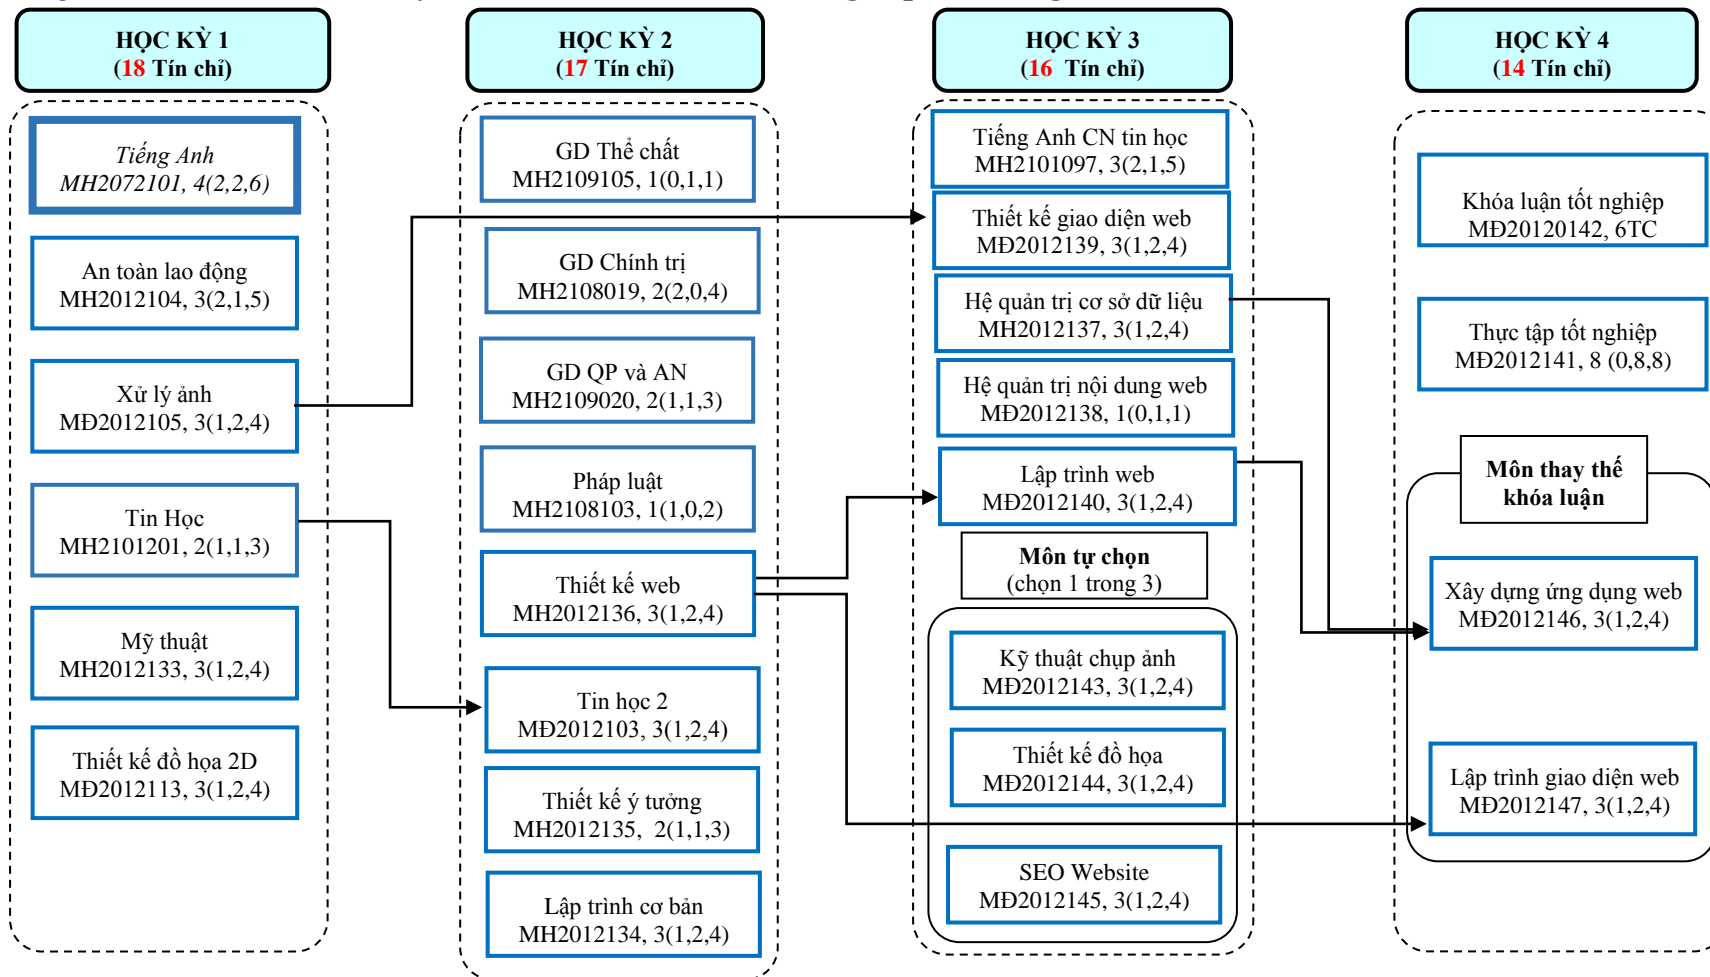 HỌC KỲ 1
(18 Tín chỉ)
Tiếng Anh
MH2072101, 4(2,2,6)
An toàn lao động
MH2012104, 3(2,1,5)
Xử lý ảnh
MĐ2012105, 3(1,2,4)
Tin Học
MH2101201, 2(1,1,3)
Mỹ thuật
MH2012133, 3(1,2,4)
Thiết kế đồ họa 2D
MĐ2012113, 3(1,2,4)
HỌC KỲ 2
(17 Tín chỉ)
GD Thể chất
MH2109105, 1(0,1,1)
GD Chính trị
MH2108019, 2(2,0,4)
GD QP và AN
MH2109020, 2(1,1,3)
Pháp luật
MH2108103, 1(1,0,2)
Thiết kế web
MH2012136, 3(1,2,4)
Tin học 2
MĐ2012103, 3(1,2,4)
Thiết kế ý tưởng
MH2012135, 2(1,1,3)
Lập trình cơ bản
MH2012134, 3(1,2,4)
HỌC KỲ 3
(16 Tín chỉ)
Tiếng Anh CN tin học
MH2101097, 3(2,1,5)
Thiết kế giao diện web
MĐ2012139, 3(1,2,4)
Hệ quản trị cơ sở dữ liệu
MH2012137, 3(1,2,4)
Hệ quản trị nội dung web
MĐ2012138, 1(0,1,1)
Lập trình web
MĐ2012140, 3(1,2,4)
Môn tự chọn
(chọn 1 trong 3)
Kỹ thuật chụp ảnh
MĐ2012143, 3(1,2,4)
Thiết kế đồ họa
MĐ2012144, 3(1,2,4)
SEO Website
MĐ2012145, 3(1,2,4)
HỌC KỲ 4
(14 Tín chỉ)
Khóa luận tốt nghiệp
MĐ20120142, 6TC
Thực tập tốt nghiệp
MĐ2012141, 8 (0,8,8)
Môn thay thế
khóa luận
Xây dựng ứng dụng web
MĐ2012146, 3(1,2,4)
Lập trình giao diện web
MĐ2012147, 3(1,2,4)